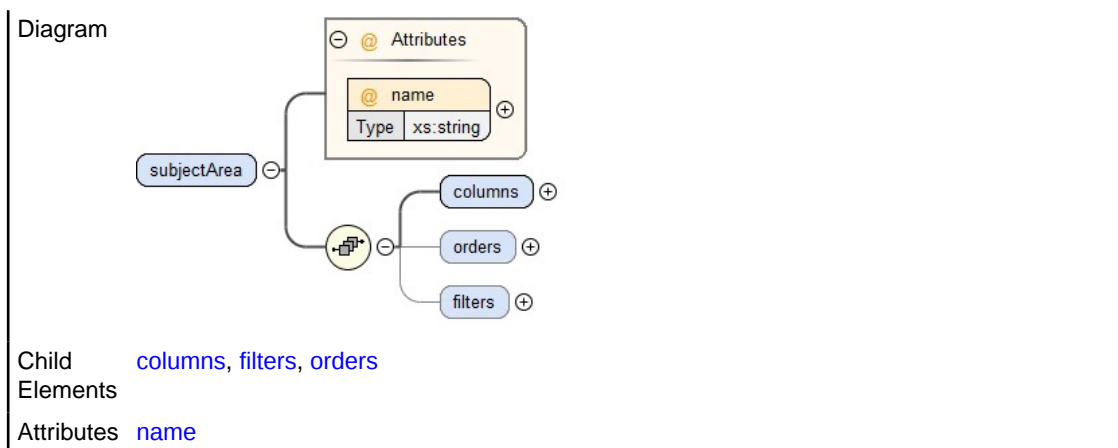 Diagram
@ Attributes
@ name
Type xs:string
subjectArea
columns
orders
filters
Child Elements columns, filters, orders
Attributes name